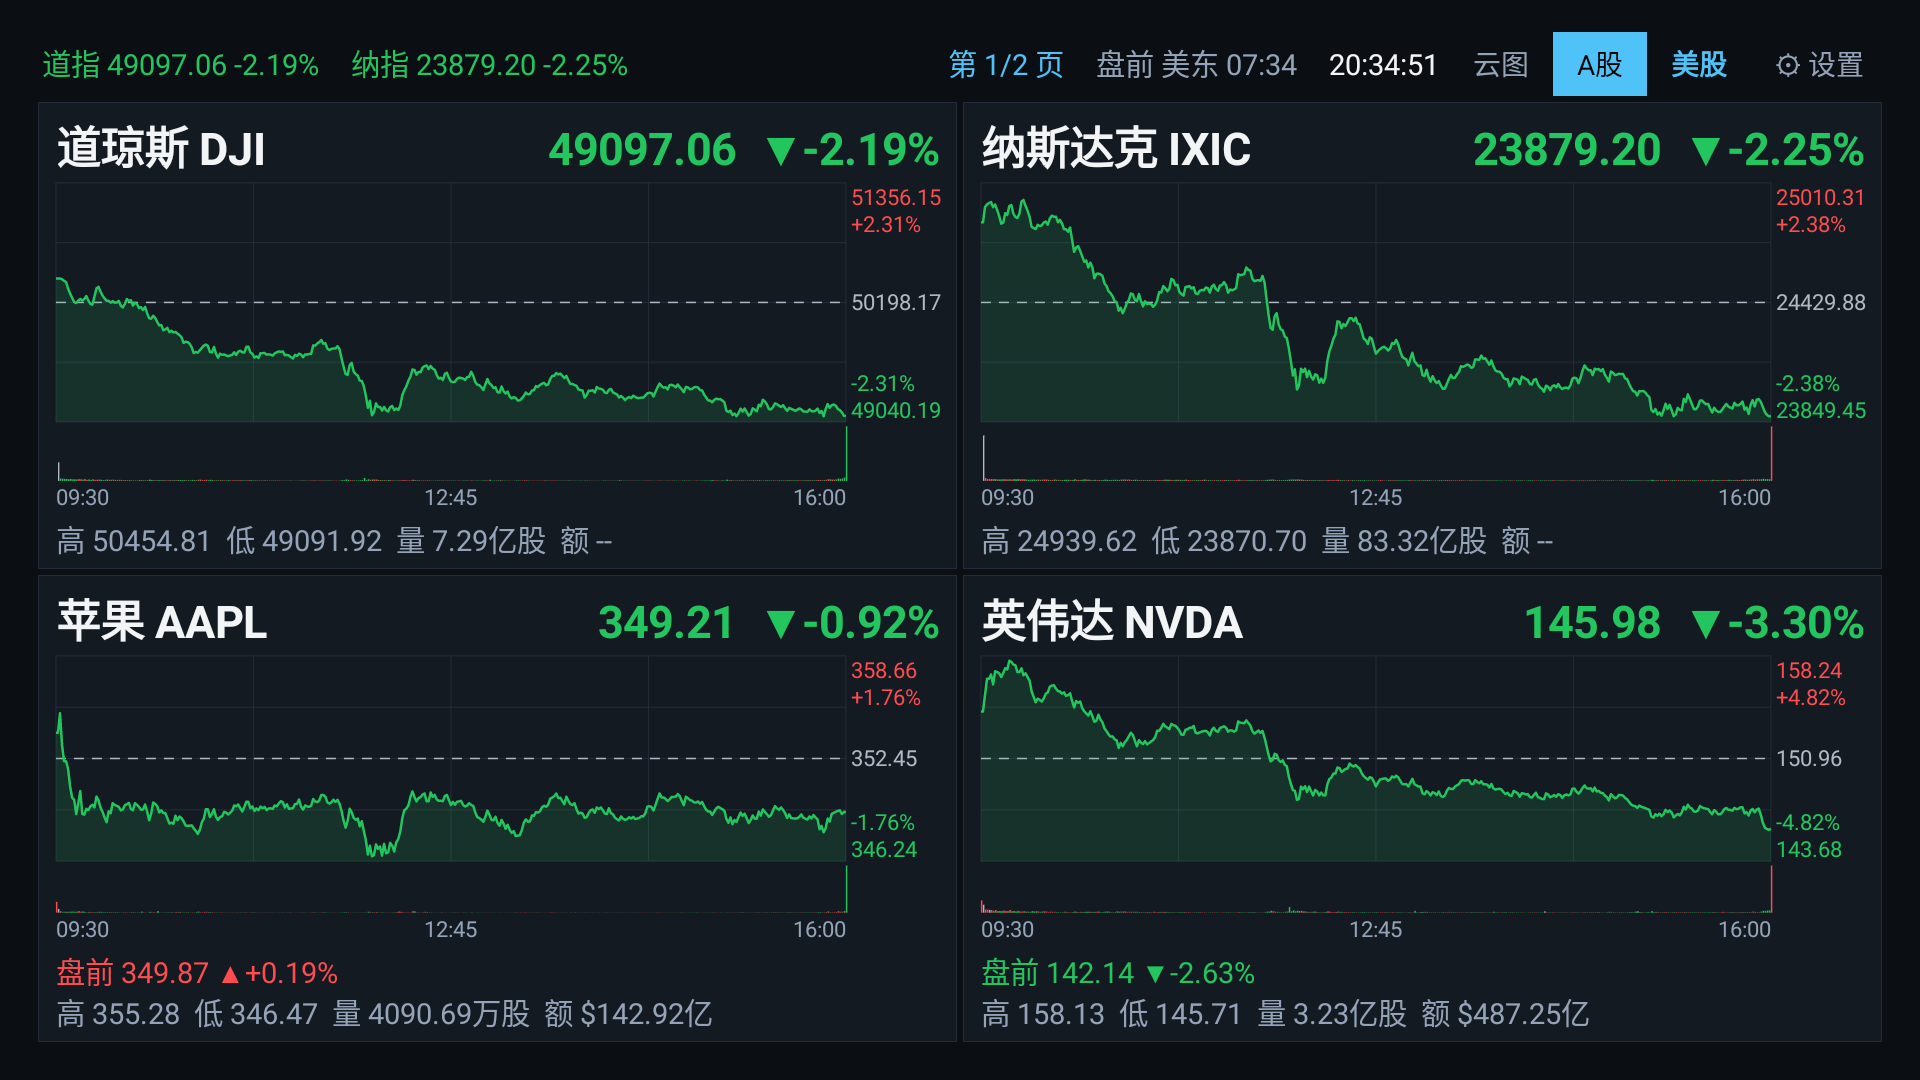 道指 49097.06 -2.19% 纳指 23879.20 -2.25% 第 1/2 页 盘前 美东 07:34 20:34:51 云图 A股 美股 设置
道琼斯 DJI 49097.06 ▼-2.19%
51356.15
+2.31%
50198.17
-2.31%
49040.19
09:30 12:45 16:00
高 50454.81 低 49091.92 量 7.29亿股 额 --
纳斯达克 IXIC 23879.20 ▼-2.25%
25010.31
+2.38%
24429.88
-2.38%
23849.45
09:30 12:45 16:00
高 24939.62 低 23870.70 量 83.32亿股 额 --
苹果 AAPL 349.21 ▼-0.92%
358.66
+1.76%
352.45
-1.76%
346.24
09:30 12:45 16:00
盘前 349.87 ▲+0.19%
高 355.28 低 346.47 量 4090.69万股 额 $142.92亿
英伟达 NVDA 145.98 ▼-3.30%
158.24
+4.82%
150.96
-4.82%
143.68
09:30 12:45 16:00
盘前 142.14 ▼-2.63%
高 158.13 低 145.71 量 3.23亿股 额 $487.25亿